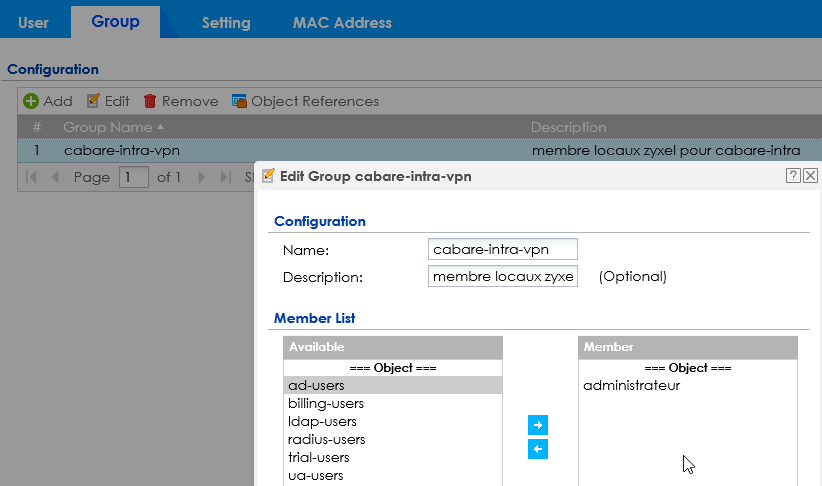 User Group Setting MAC Address
Configuration
Add Edit Remove Object References
# Group Name Description
1 cabare-intra-vpn membre locaux zyxel pour cabare-intra
Page 1 of 1
Edit Group cabare-intra-vpn ?
Configuration
Name: cabare-intra-vpn
Description: membre locaux zyxe (Optional)
Member List
Available Member
=== Object === === Object ===
ad-users administrateur
billing-users
ldap-users
radius-users
trial-users
ua-users